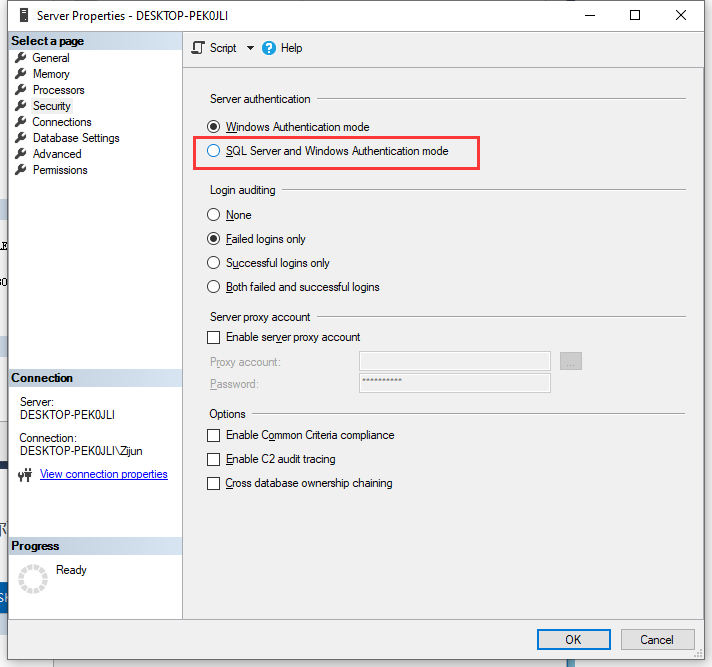 Server Properties - DESKTOP-PEK0JLI
Select a page
General
Memory
Processors
Security
Connections
Database Settings
Advanced
Permissions
Script
Help
Server authentication
Windows Authentication mode
SQL Server and Windows Authentication mode
Login auditing
None
Failed logins only
Successful logins only
Both failed and successful logins
Server proxy account
Enable server proxy account
Proxy account:
...
Password:
**********
Options
Enable Common Criteria compliance
Enable C2 audit tracing
Cross database ownership chaining
Connection
Server:
DESKTOP-PEK0JLI
Connection:
DESKTOP-PEK0JLI\Zijun
View connection properties
Progress
Ready
OK
Cancel